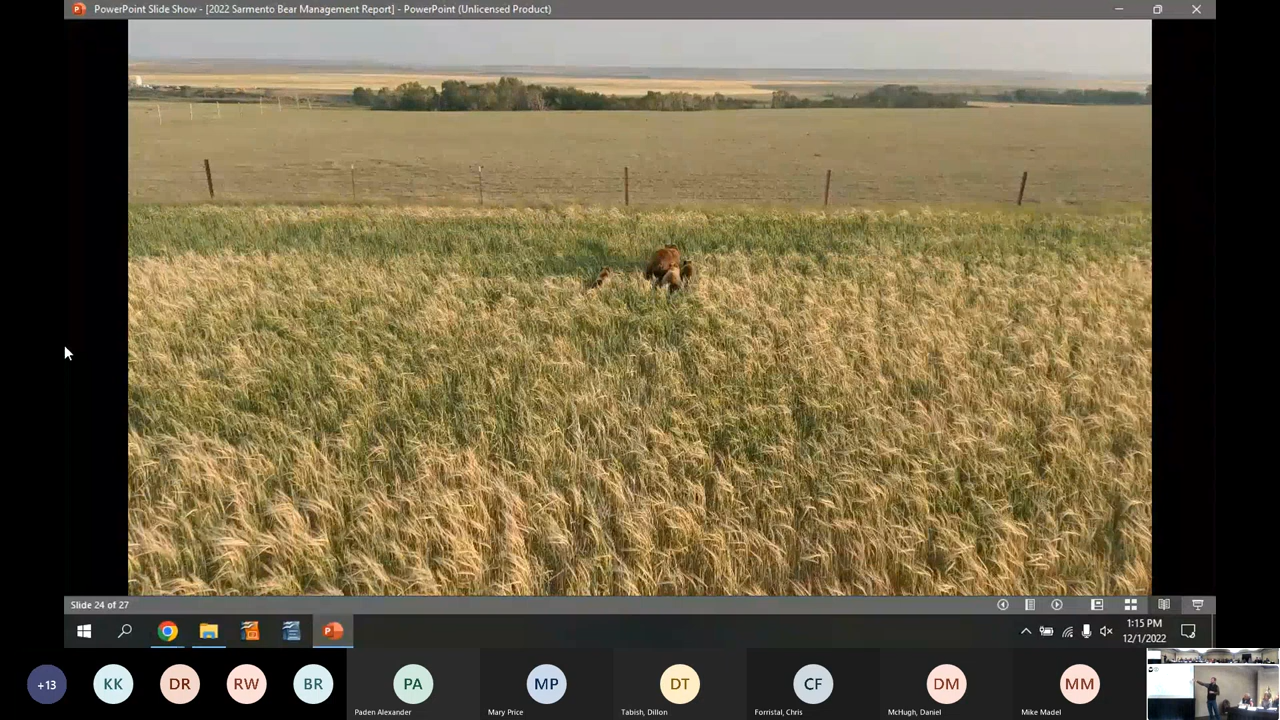 PowerPoint Slide Show - [2022 Sarmento Bear Management Report] - PowerPoint (Unlicensed Product)
Slide 24 of 27
1:15 PM
12/1/2022
+13
KK
DR
RW
BR
PA
MP
DT
CF
DM
MM
Paden Alexander
Mary Price
Tabish, Dillon
Forristal, Chris
McHugh, Daniel
Mike Madel